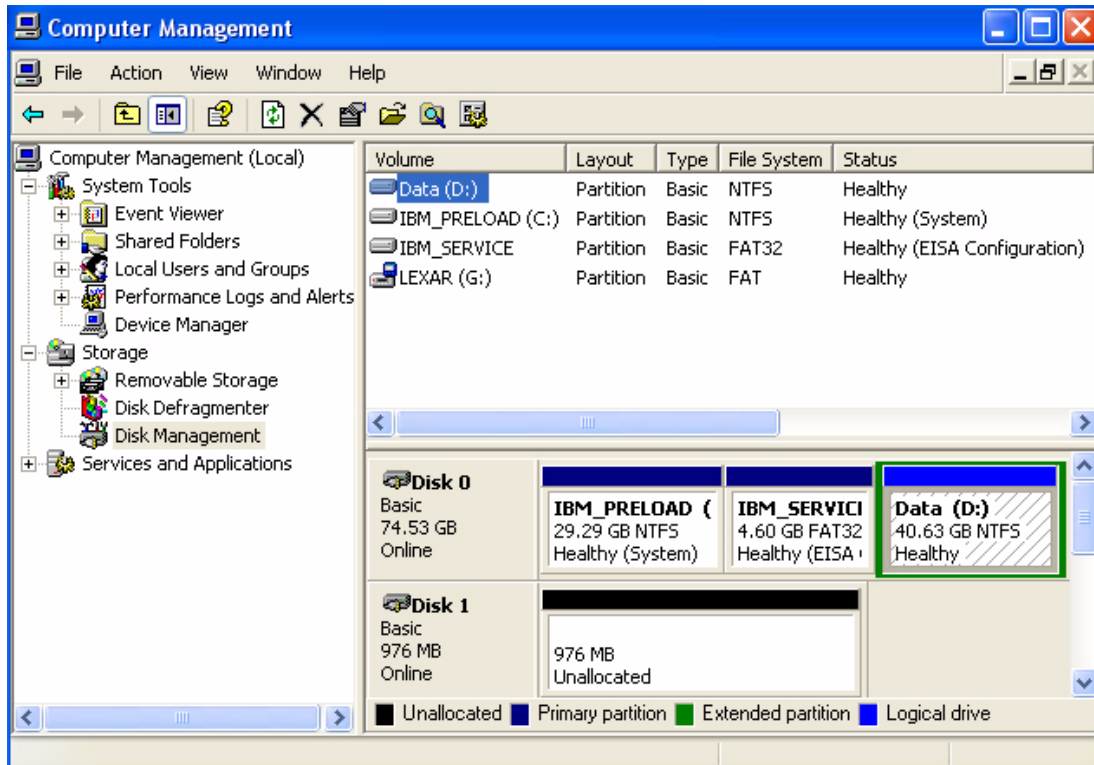 Computer Management
File Action View Window Help
Computer Management (Local)
System Tools
Event Viewer
Shared Folders
Local Users and Groups
Performance Logs and Alerts
Device Manager
Storage
Removable Storage
Disk Defragmenter
Disk Management
Services and Applications
Volume Layout Type File System Status
Data (D:) Partition Basic NTFS Healthy
IBM_PRELOAD (C:) Partition Basic NTFS Healthy (System)
IBM_SERVICE Partition Basic FAT32 Healthy (EISA Configuration)
LEXAR (G:) Partition Basic FAT Healthy
Disk 0
Basic
74.53 GB
Online
IBM_PRELOAD (
29.29 GB NTFS
Healthy (System)
IBM_SERVICI
4.60 GB FAT32
Healthy (EISA
Data (D:)
40.63 GB NTFS
Healthy
Disk 1
Basic
976 MB
Online
976 MB
Unallocated
Unallocated Primary partition Extended partition Logical drive